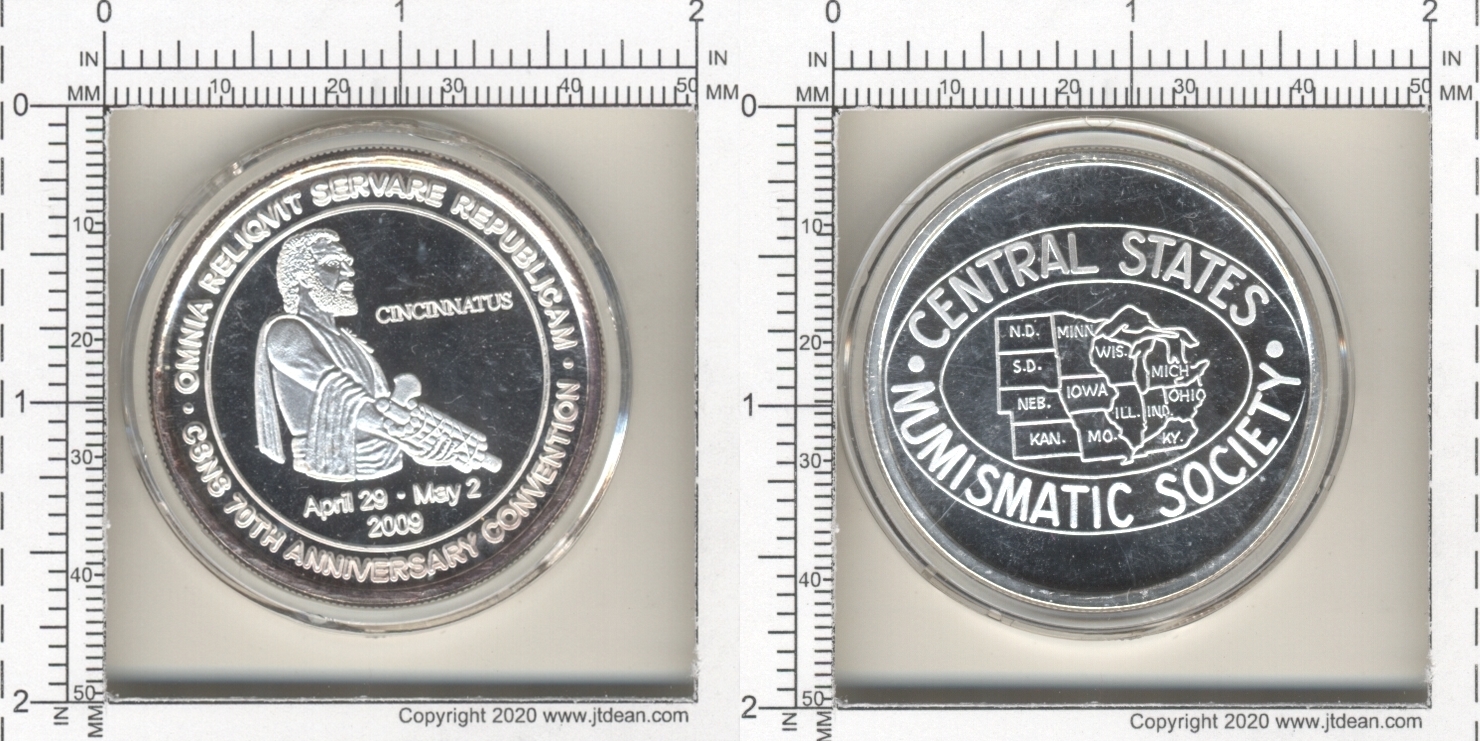 0 1 2
IN IN
MM 10 20 30 40 50 MM
0
10
20
1
30
40
2
50
IN
MM
OMNIA RELIQVIT SERVARE REPUBLICAM
CINCINNATUS
April 29 · May 2
2009
· CSNS 70TH ANNIVERSARY CONVENTION ·
Copyright 2020 www.jtdean.com
0 1 2
IN IN
MM 10 20 30 40 50 MM
0
10
20
1
30
40
2
50
IN
MM
CENTRAL STATES
N.D. MINN.
WIS.
S.D. MICH.
IOWA OHIO
NEB. ILL. IND.
KAN. MO. KY.
• NUMISMATIC SOCIETY •
Copyright 2020 www.jtdean.com